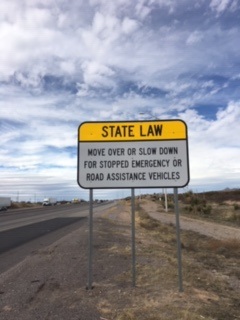 STATE LAW
MOVE OVER OR SLOW DOWN
FOR STOPPED EMERGENCY OR
ROAD ASSISTANCE VEHICLES